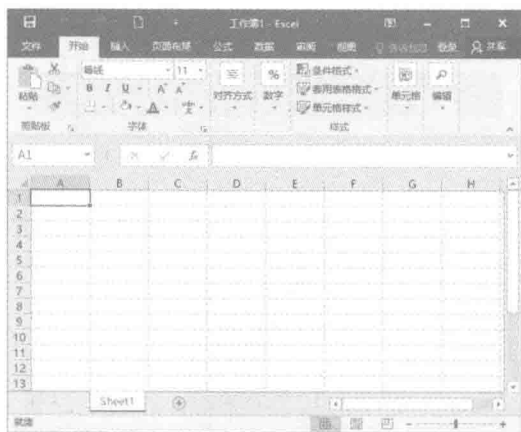 工作簿1 - Excel
文件 开始 插入 页面布局 公式 数据 审阅 视图 登录 共享
粘贴 等线 11 % 条件格式
B I U A A 对齐方式 数字 套用表格格式 单元格 编辑
A 单元格样式
剪贴板 字体 样式
A1 fx
A B C D E F G H
1
2
3
4
5
6
7
8
9
10
11
12
13
Sheet1
就绪